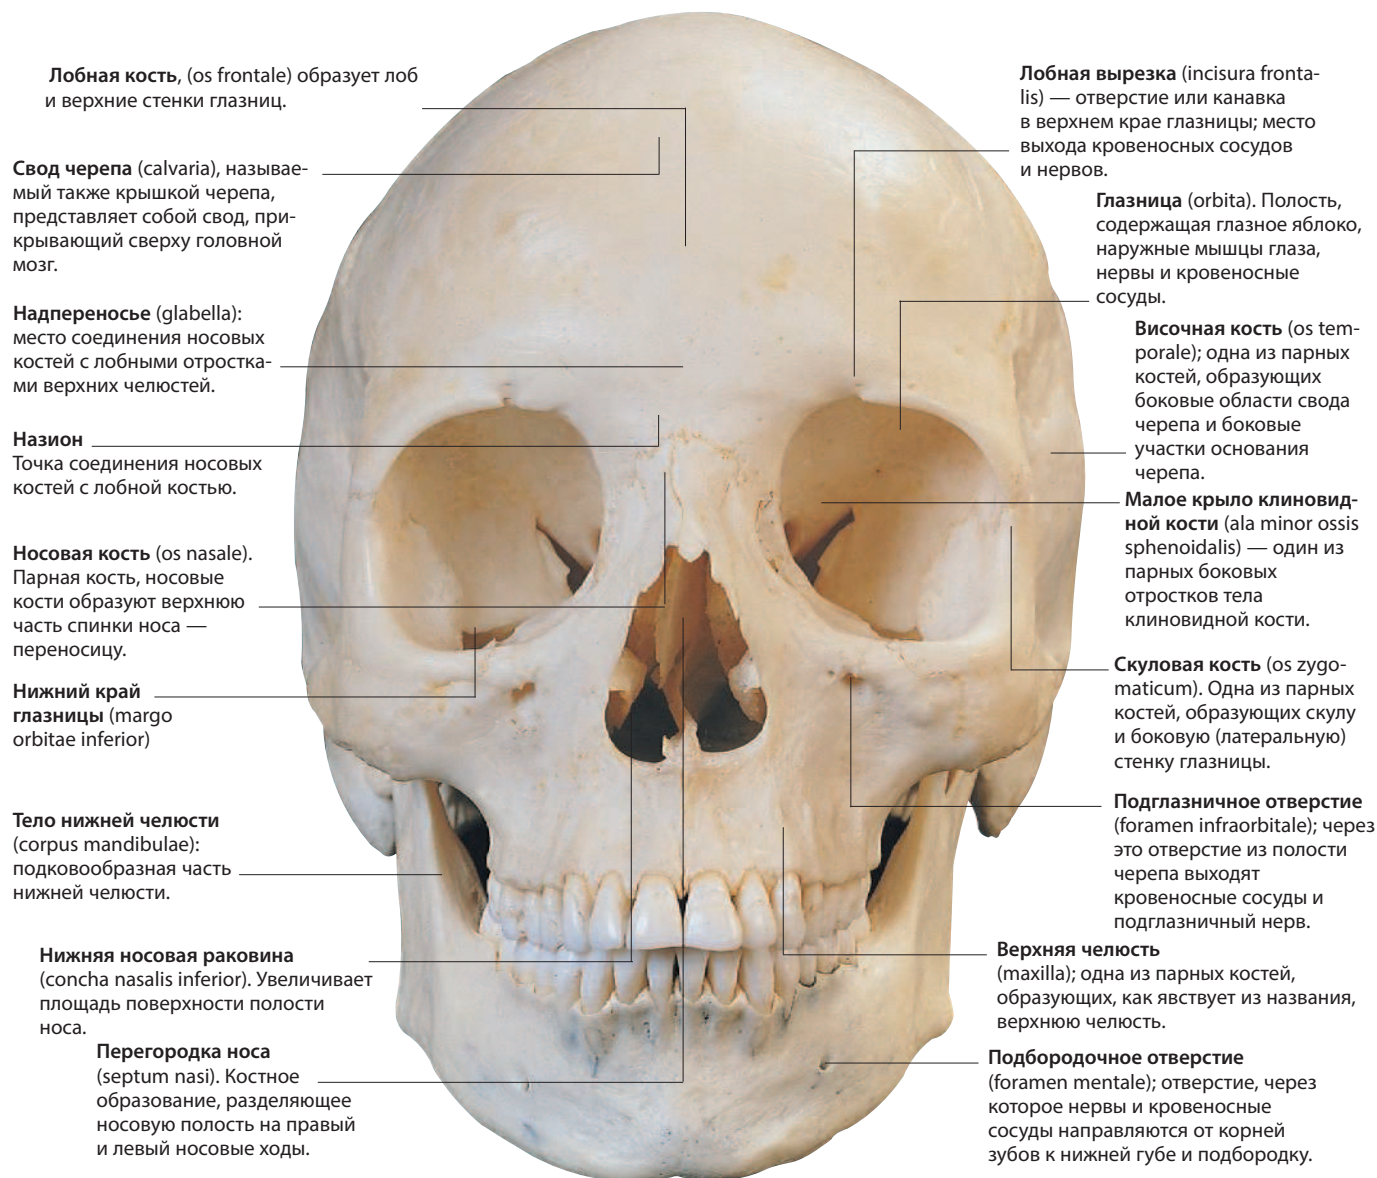 Лобная кость, (os frontale) образует лоб
и верхние стенки глазниц.
Свод черепа (calvaria), называе-
мый также крышкой черепа,
представляет собой свод, при-
крывающий сверху головной
мозг.
Надпереносье (glabella):
место соединения носовых
костей с лобными отростка-
ми верхних челюстей.
Назион
Точка соединения носовых
костей с лобной костью.
Носовая кость (os nasale).
Парная кость, носовые
кости образуют верхнюю
часть спинки носа —
переносицу.
Нижний край
глазницы (margo
orbitae inferior)
Тело нижней челюсти
(corpus mandibulae):
подковообразная часть
нижней челюсти.
Нижняя носовая раковина
(concha nasalis inferior). Увеличивает
площадь поверхности полости
носа.
Перегородка носа
(septum nasi). Костное
образование, разделяющее
носовую полость на правый
и левый носовые ходы.
Лобная вырезка (incisura fronta-
lis) — отверстие или канавка
в верхнем крае глазницы; место
выхода кровеносных сосудов
и нервов.
Глазница (orbita). Полость,
содержащая глазное яблоко,
наружные мышцы глаза,
нервы и кровеносные
сосуды.
Височная кость (os tem-
porale); одна из парных
костей, образующих
боковые области свода
черепа и боковые
участки основания
черепа.
Малое крыло клиновид-
ной кости (ala minor ossis
sphenoidalis) — один из
парных боковых
отростков тела
клиновидной кости.
Скуловая кость (os zygo-
maticum). Одна из парных
костей, образующих скулу
и боковую (латеральную)
стенку глазницы.
Подглазничное отверстие
(foramen infraorbitale); через
это отверстие из полости
черепа выходят
кровеносные сосуды и
подглазничный нерв.
Верхняя челюсть
(maxilla); одна из парных костей,
образующих, как явствует из названия,
верхнюю челюсть.
Подбородочное отверстие
(foramen mentale); отверстие, через
которое нервы и кровеносные
сосуды направляются от корней
зубов к нижней губе и подбородку.